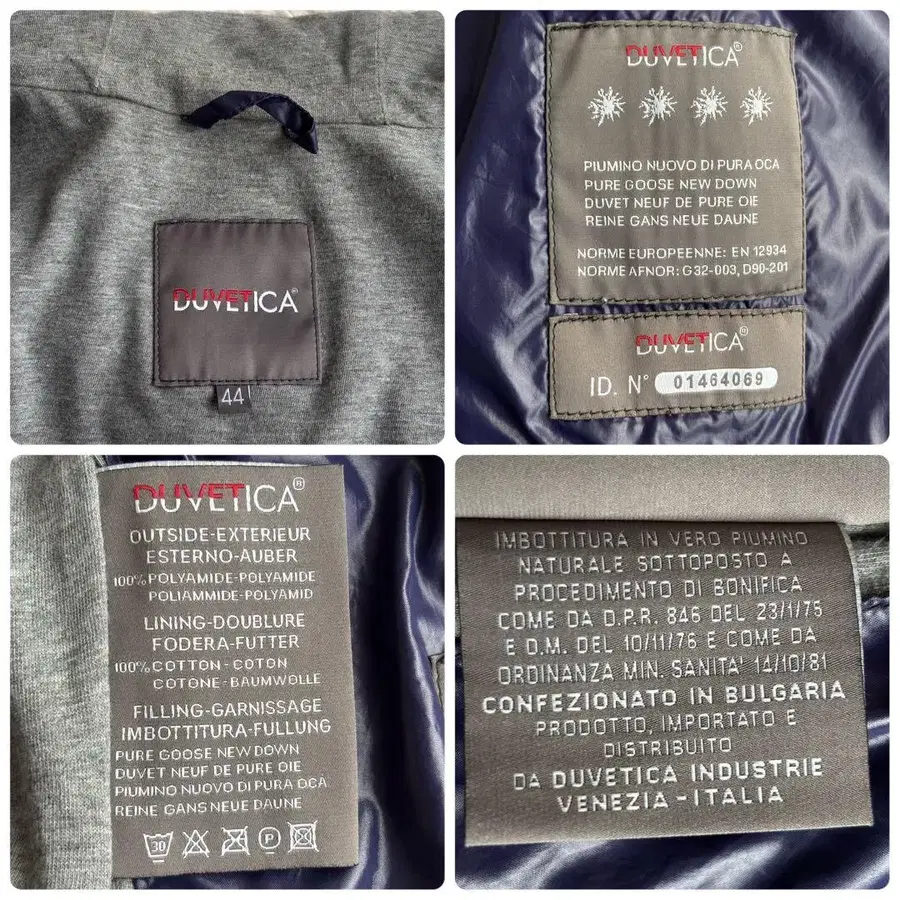 DUVETICA®
44
DUVETICA®
PIUMINO NUOVO DI PURA OCA
PURE GOOSE NEW DOWN
DUVET NEUF DE PURE OIE
REINE GANS NEUE DAUNE
NORME EUROPEENNE: EN 12934
NORME AFNOR: G32-003, D90-201
DUVETICA®
ID. N° 01464069
DUVETICA®
OUTSIDE-EXTERIEUR
ESTERNO-AUBER
100% POLYAMIDE-POLYAMIDE
POLIAMMIDE-POLYAMID
LINING-DOUBLURE
FODERA-FUTTER
100% COTTON-COTON
COTONE-BAUMWOLLE
FILLING-GARNISSAGE
IMBOTTITURA-FULLUNG
PURE GOOSE NEW DOWN
DUVET NEUF DE PURE OIE
PIUMINO NUOVO DI PURA OCA
REINE GANS NEUE DAUNE
30 P
IMBOTTITURA IN VERO PIUMINO
NATURALE SOTTOPOSTO A
PROCEDIMENTO DI BONIFICA
COME DA D.P.R. 846 DEL 23/1/75
E D.M. DEL 10/11/76 E COME DA
ORDINANZA MIN. SANITA' 14/10/81
CONFEZIONATO IN BULGARIA
PRODOTTO, IMPORTATO E
DISTRIBUITO
DA DUVETICA INDUSTRIE
VENEZIA-ITALIA